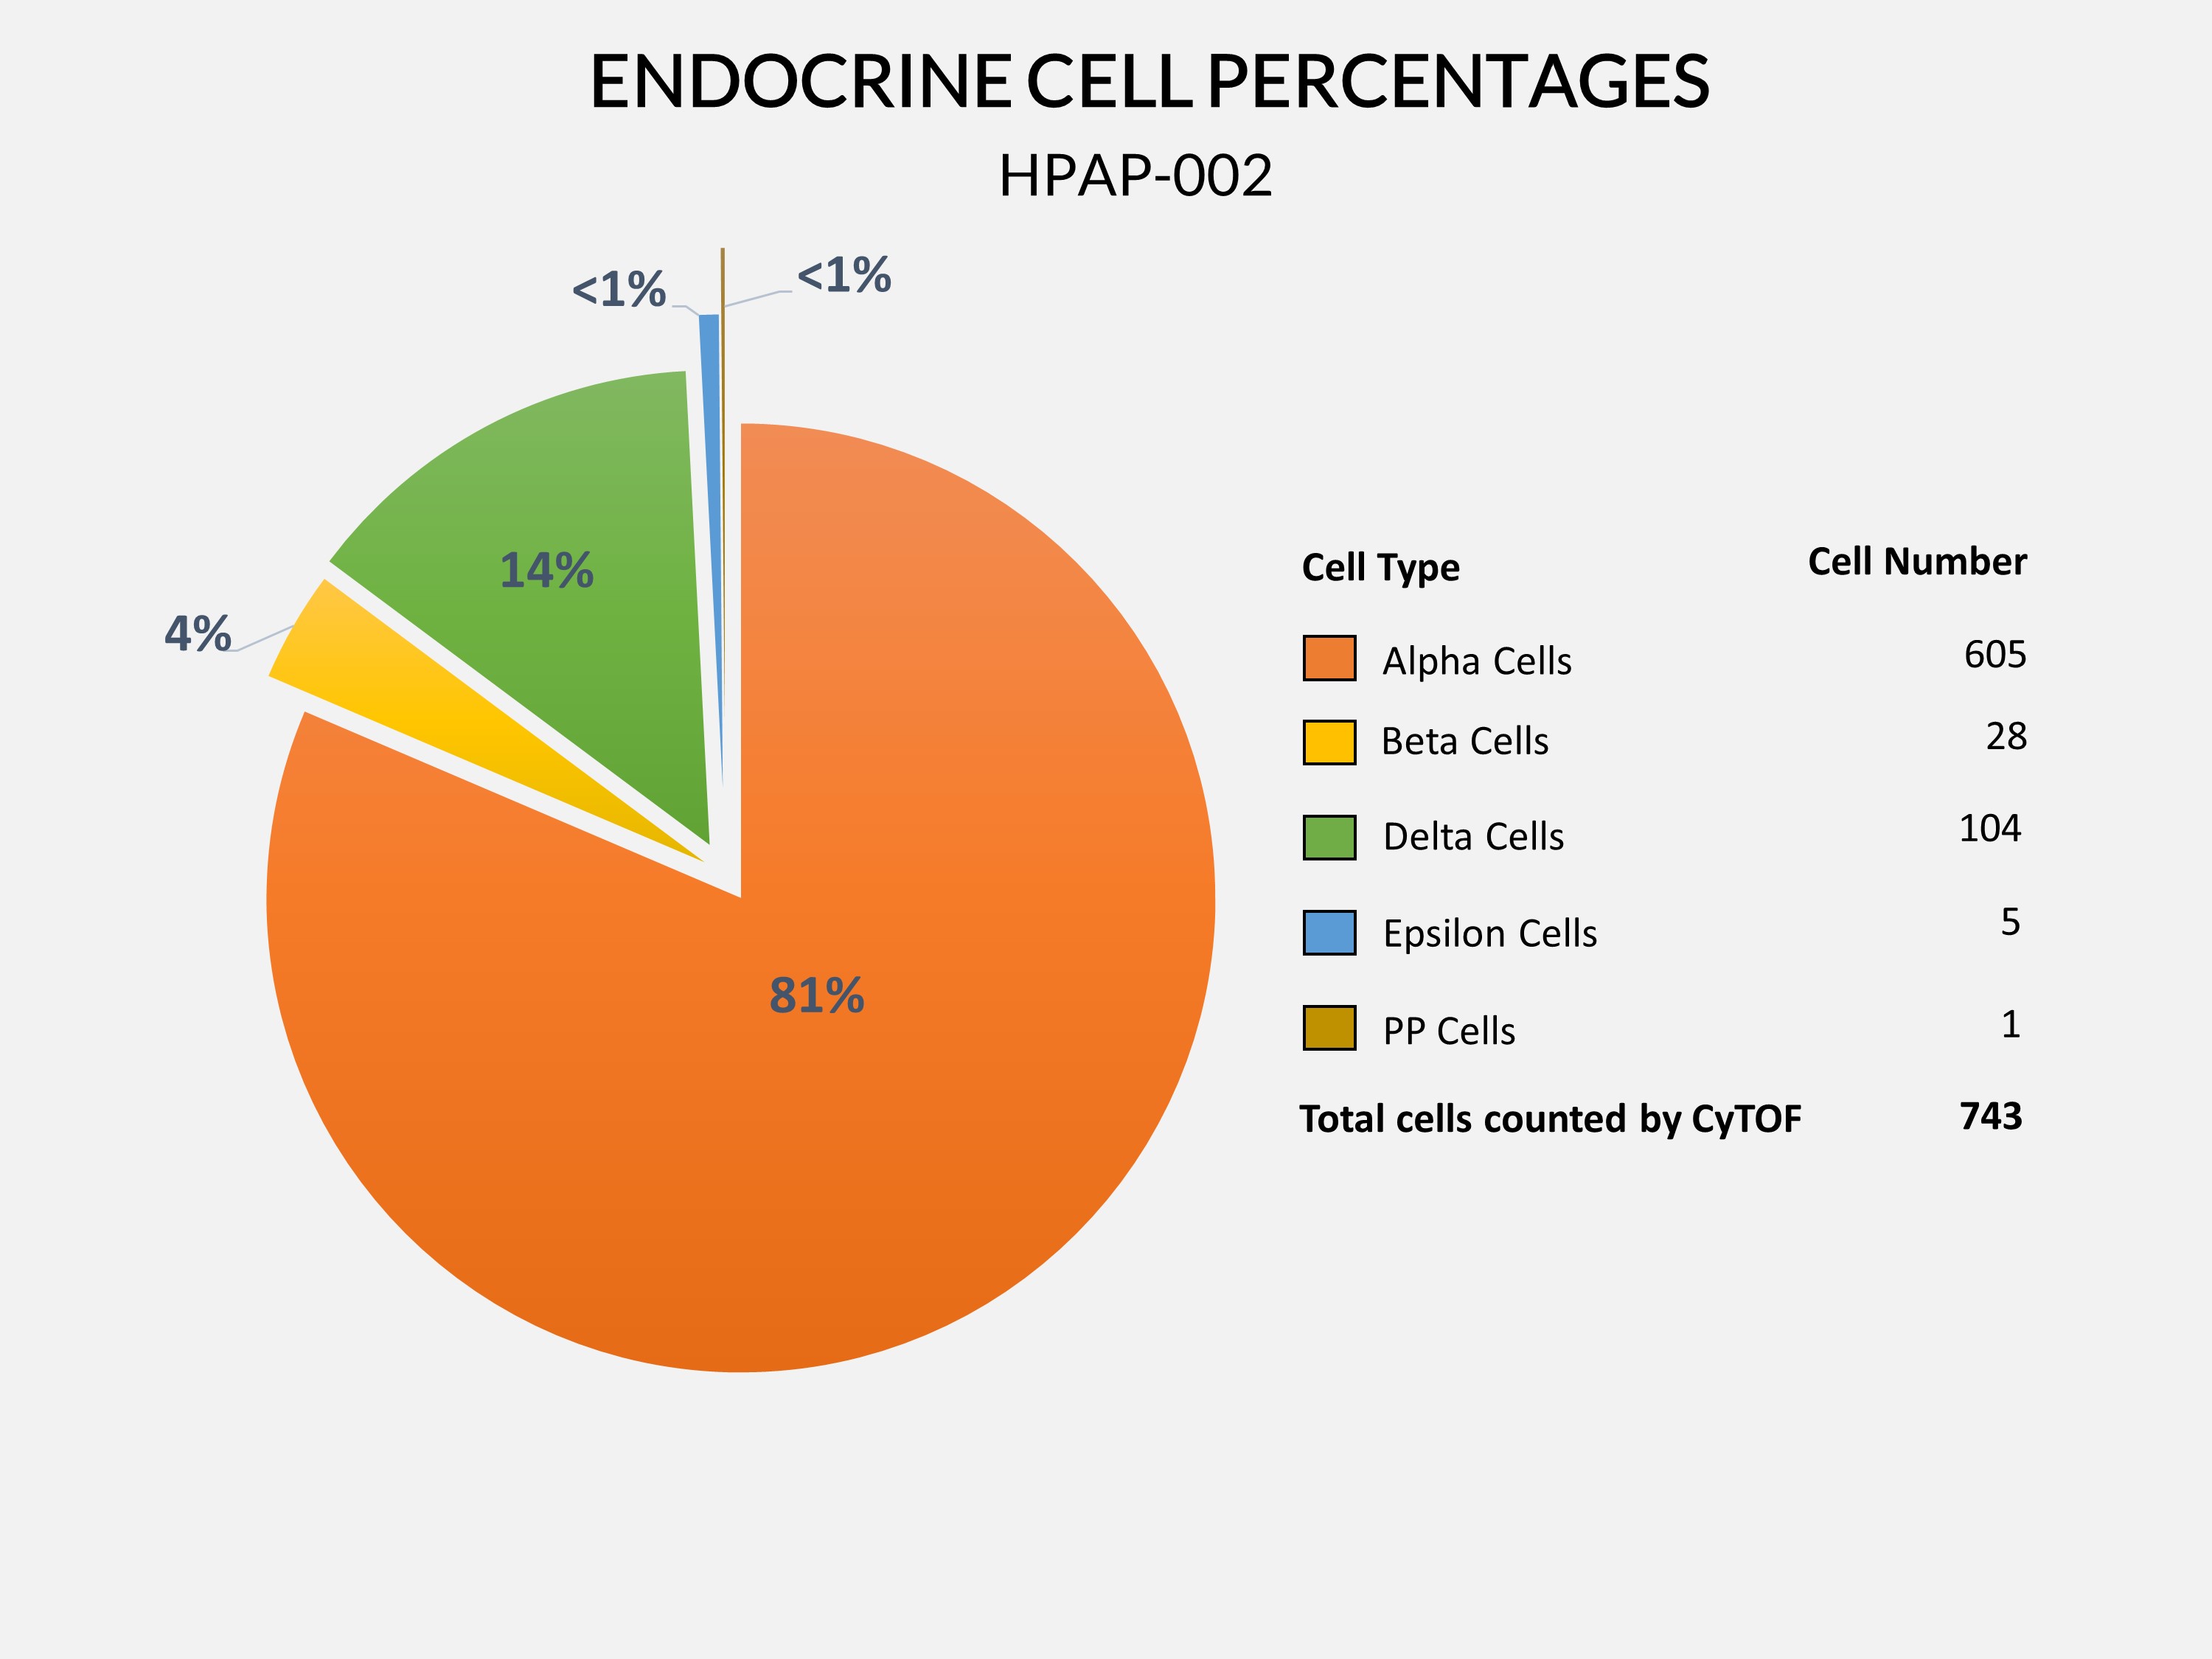 ENDOCRINE CELL PERCENTAGES
HPAP-002
<1%
<1%
14%
4%
81%
Cell Type Cell Number
Alpha Cells 605
Beta Cells 28
Delta Cells 104
Epsilon Cells 5
PP Cells 1
Total cells counted by CyTOF 743